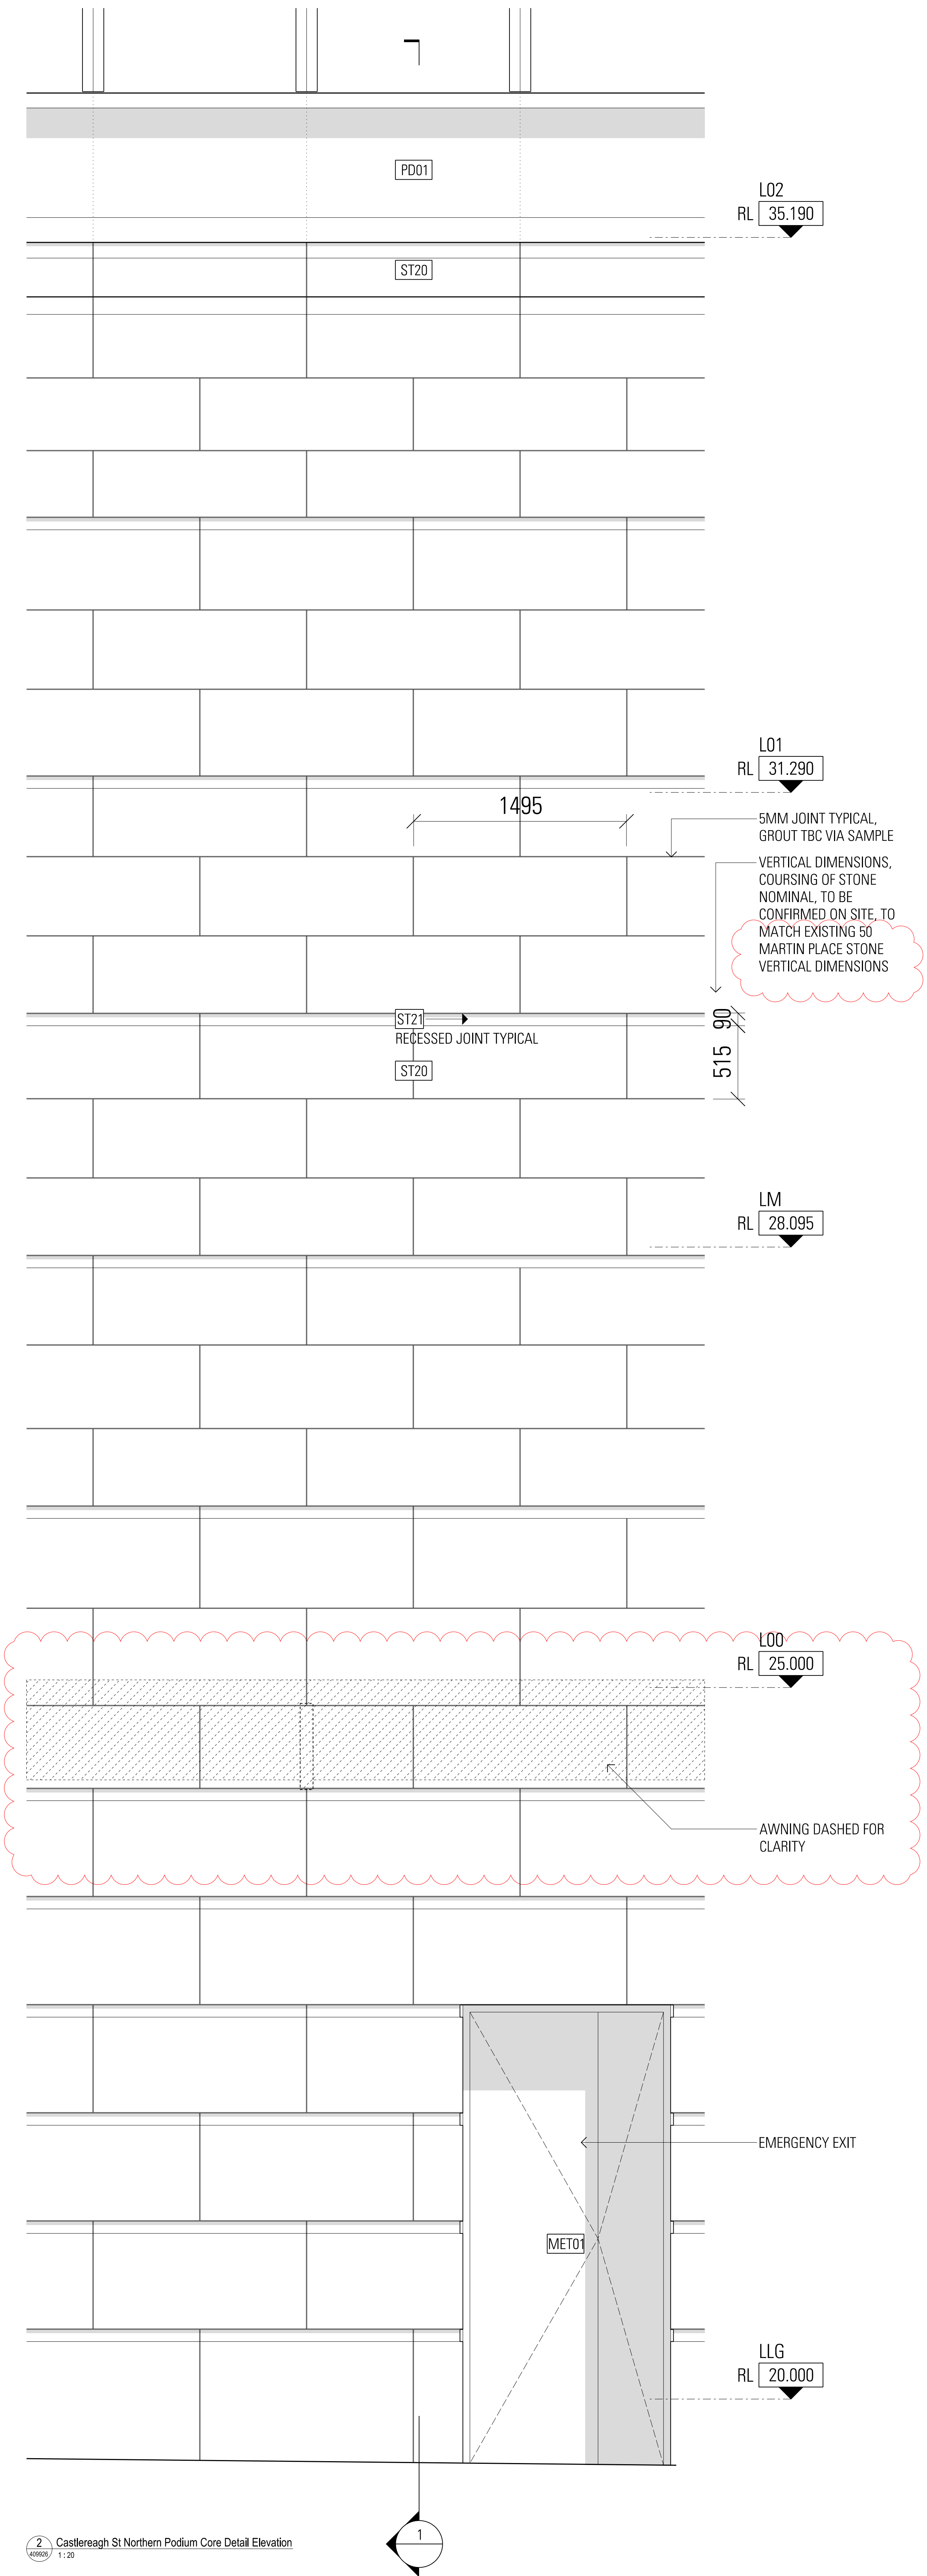 PD01
L02
RL 35.190
ST20
L01
RL 31.290
1495
5MM JOINT TYPICAL,
GROUT TBC VIA SAMPLE
VERTICAL DIMENSIONS,
COURSING OF STONE
NOMINAL, TO BE
CONFIRMED ON SITE, TO
MATCH EXISTING 50
MARTIN PLACE STONE
VERTICAL DIMENSIONS
ST21
RECESSED JOINT TYPICAL
90
515
ST20
LM
RL 28.095
L00
RL 25.000
AWNING DASHED FOR
CLARITY
EMERGENCY EXIT
MET01
LLG
RL 20.000
1
2 Castlereagh St Northern Podium Core Detail Elevation
409926 1 : 20